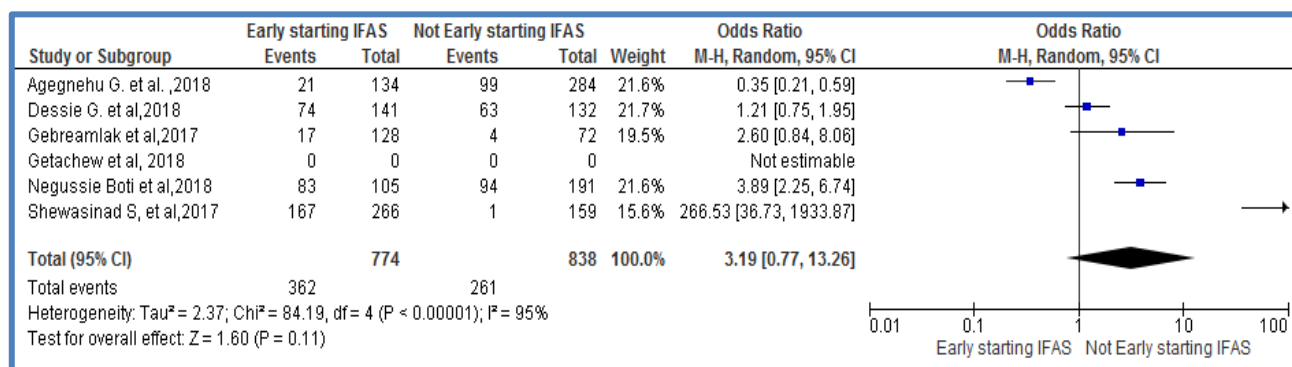 Early starting IFAS Not Early starting IFAS Odds Ratio Odds Ratio
Study or Subgroup Events Total Events Total Weight M-H, Random, 95% CI M-H, Random, 95% CI
Agegnehu G. et al. ,2018 21 134 99 284 21.6% 0.35 [0.21, 0.59]
Dessie G. et al,2018 74 141 63 132 21.7% 1.21 [0.75, 1.95]
Gebreamlak et al,2017 17 128 4 72 19.5% 2.60 [0.84, 8.06]
Getachew et al, 2018 0 0 0 0 Not estimable
Negussie Boti et al,2018 83 105 94 191 21.6% 3.89 [2.25, 6.74]
Shewasinad S, et al,2017 167 266 1 159 15.6% 266.53 [36.73, 1933.87]
Total (95% CI) 774 838 100.0% 3.19 [0.77, 13.26]
Total events 362 261
Heterogeneity: Tau² = 2.37; Chi² = 84.19, df = 4 (P < 0.00001); I² = 95%
Test for overall effect: Z = 1.60 (P = 0.11)
0.01 0.1 1 10 100
Early starting IFAS Not Early starting IFAS